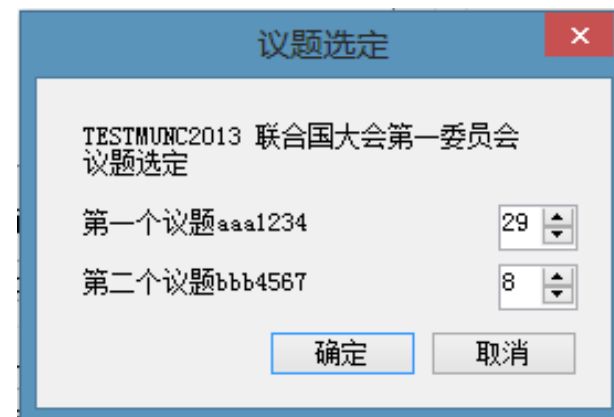 议题选定
TESTMUNC2013 联合国大会第一委员会
议题选定
第一个议题aaa1234 29
第二个议题bbb4567 8
确定 取消